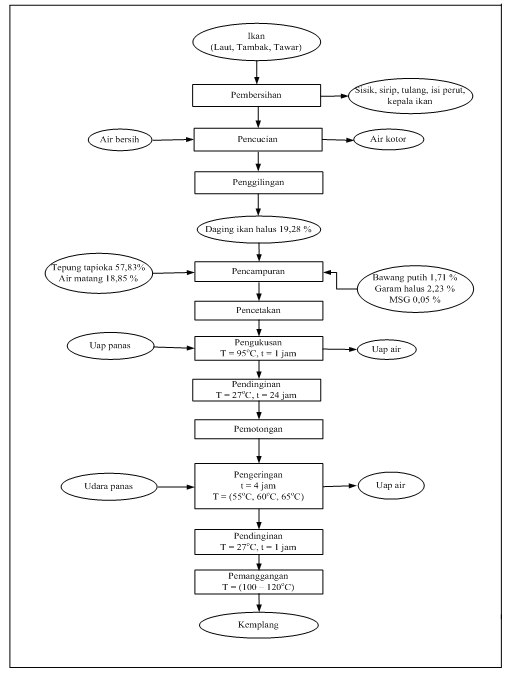 Ikan
(Laut, Tambak, Tawar)
Pembersihan
Sisik, sirip, tulang, isi perut,
kepala ikan
Air bersih
Pencucian
Air kotor
Penggilingan
Daging ikan halus 19,28 %
Tepung tapioka 57,83%
Air matang 18,85 %
Pencampuran
Bawang putih 1,71 %
Garam halus 2,23 %
MSG 0,05 %
Pencetakan
Uap panas
Pengukusan
T = 95°C, t = 1 jam
Uap air
Pendinginan
T = 27°C, t = 24 jam
Pemotongan
Udara panas
Pengeringan
t = 4 jam
T = (55°C, 60°C, 65°C)
Uap air
Pendinginan
T = 27°C, t = 1 jam
Pemanggangan
T = (100 – 120°C)
Kemplang